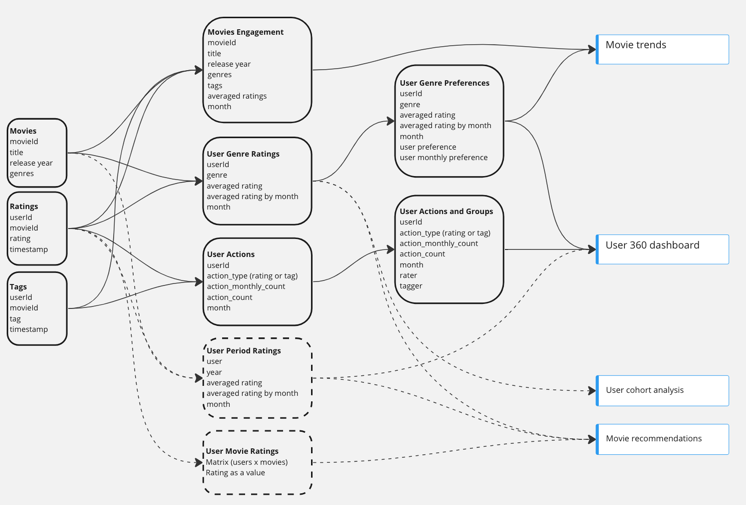 Movies
movieId
title
release year
genres
Ratings
userId
movieId
rating
timestamp
Tags
userId
movieId
tag
timestamp
Movies Engagement
movieId
title
release year
genres
tags
averaged ratings
month
User Genre Ratings
userId
genre
averaged rating
averaged rating by month
month
User Actions
userId
action_type (rating or tag)
action_monthly_count
action_count
month
User Period Ratings
user
year
averaged rating
averaged rating by month
month
User Movie Ratings
Matrix (users x movies)
Rating as a value
User Genre Preferences
userId
genre
averaged rating
averaged rating by month
month
user preference
user monthly preference
User Actions and Groups
userId
action_type (rating or tag)
action_monthly_count
action_count
month
rater
tagger
Movie trends
User 360 dashboard
User cohort analysis
Movie recommendations